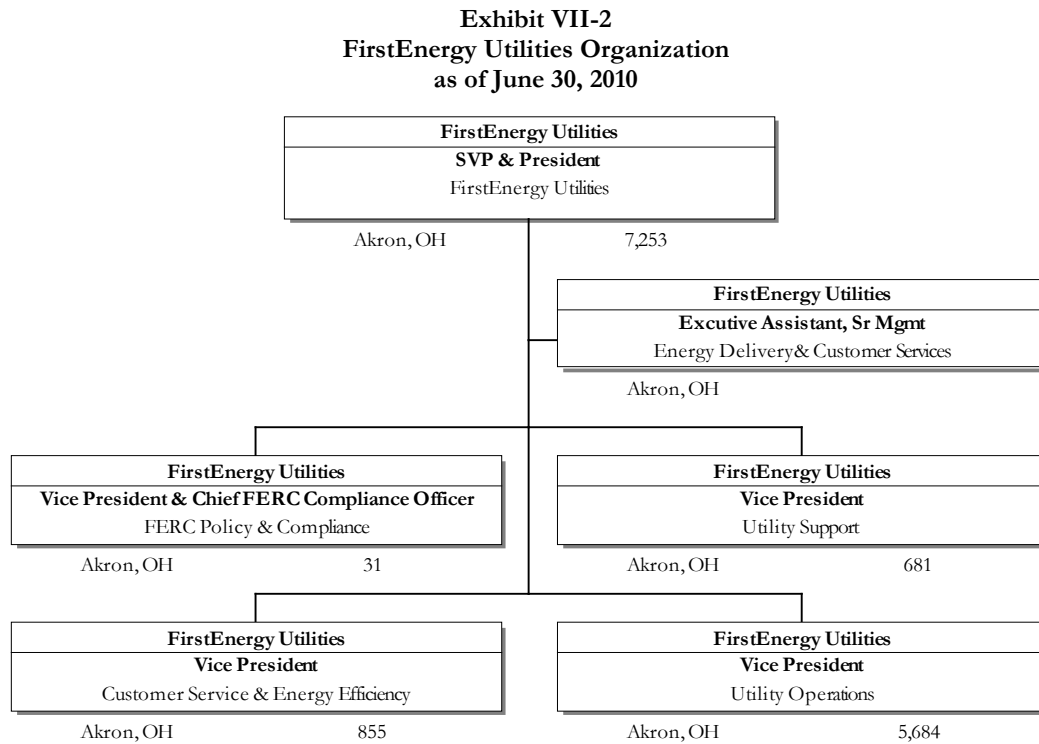 Exhibit VII-2
FirstEnergy Utilities Organization
as of June 30, 2010
FirstEnergy Utilities
SVP & President
FirstEnergy Utilities
Akron, OH 7,253
FirstEnergy Utilities
Excutive Assistant, Sr Mgmt
Energy Delivery& Customer Services
Akron, OH
FirstEnergy Utilities
Vice President & Chief FERC Compliance Officer
FERC Policy & Compliance
Akron, OH 31
FirstEnergy Utilities
Vice President
Utility Support
Akron, OH 681
FirstEnergy Utilities
Vice President
Customer Service & Energy Efficiency
Akron, OH 855
FirstEnergy Utilities
Vice President
Utility Operations
Akron, OH 5,684